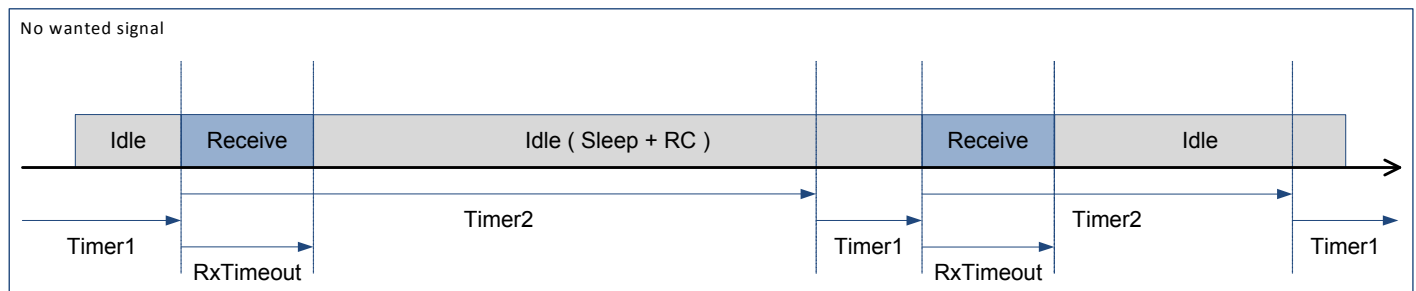 No wanted signal
Idle
Receive
Idle ( Sleep + RC )
Receive
Idle
Timer2
Timer2
Timer1
Timer1
Timer1
RxTimeout
RxTimeout